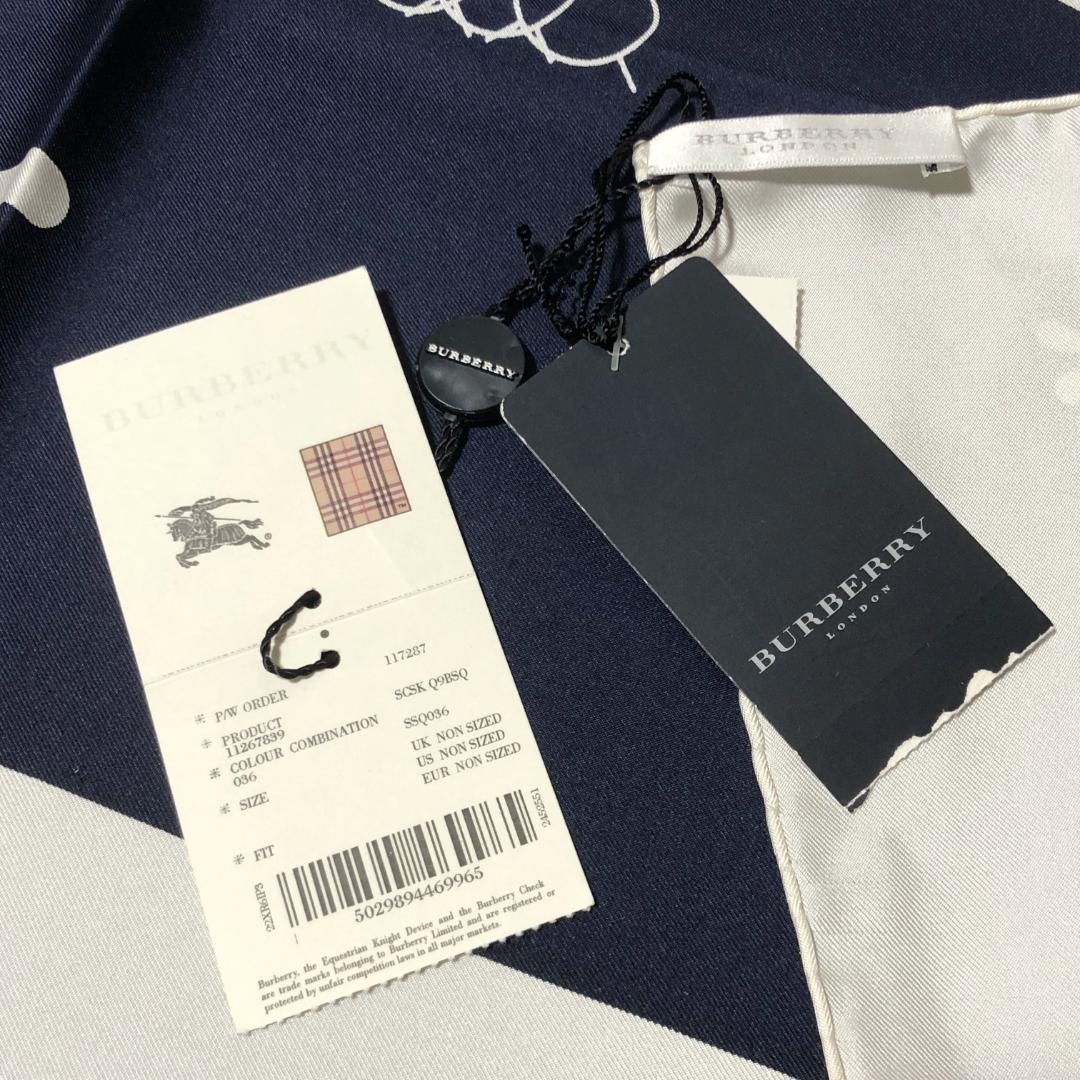 BURBERRY
LONDON
BURBERRY
BURBERRY
LONDON
®
TM
BURBERRY
LONDON
※ P/W ORDER 117287
※ PRODUCT SCSK Q9BSQ
11267839
※ COLOUR COMBINATION SSQ036
036
※ SIZE UK NON SIZED
US NON SIZED
EUR NON SIZED
※ FIT
2452551
22XR6IIP3
5029894469965
Burberry, the Equestrian Knight Device and the Burberry Check
are trade marks belonging to Burberry Limited and are registered or
protected by unfair competition laws in all major markets.